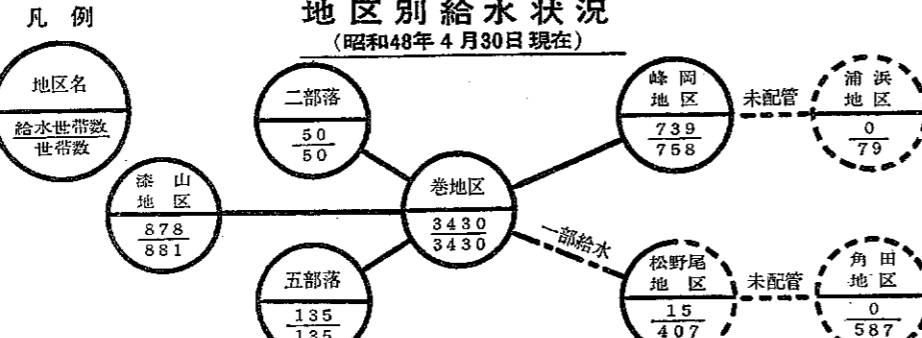 凡例
地区別給水状況
(昭和48年4月30日現在)
地区名
給水世帯数
世帯数
二部落
50
50
峰岡
地区
739
758
未配管
浦浜
地区
0
79
漆山
地区
878
881
巻地区
3430
3430
一部給水
五部落
135
135
松野尾
地区
15
407
未配管
角田
地区
0
587